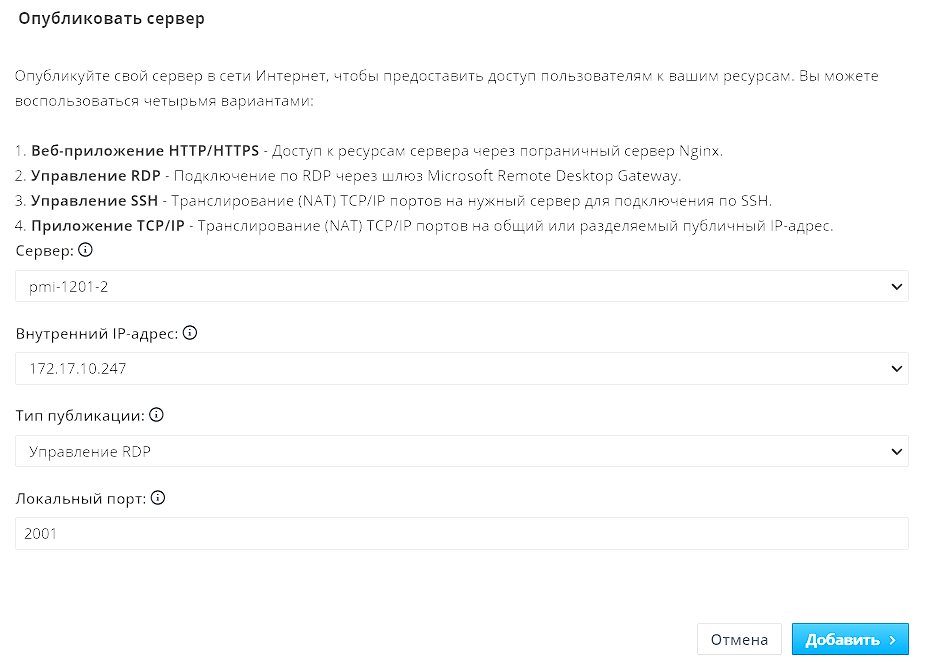 Опубликовать сервер
Опубликуйте свой сервер в сети Интернет, чтобы предоставить доступ пользователям к вашим ресурсам. Вы можете
воспользоваться четырьмя вариантами:
1. Веб-приложение HTTP/HTTPS - Доступ к ресурсам сервера через пограничный сервер Nginx.
2. Управление RDP - Подключение по RDP через шлюз Microsoft Remote Desktop Gateway.
3. Управление SSH - Транслирование (NAT) TCP/IP портов на нужный сервер для подключения по SSH.
4. Приложение TCP/IP - Транслирование (NAT) TCP/IP портов на общий или разделяемый публичный IP-адрес.
Сервер:
pmi-1201-2
Внутренний IP-адрес:
172.17.10.247
Тип публикации:
Управление RDP
Локальный порт:
2001
Отмена
Добавить